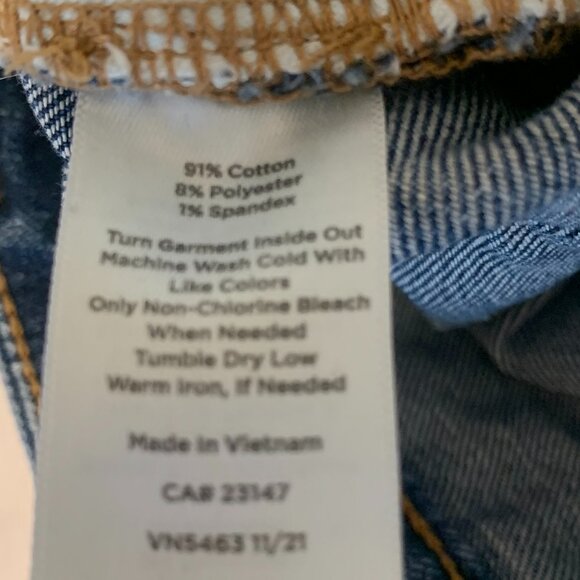 91% Cotton
8% Polyester
1% Spandex
Turn Garment Inside Out
Machine Wash Cold With
Like Colors
Only Non-Chlorine Bleach
When Needed
Tumble Dry Low
Warm Iron, If Needed
Made in Vietnam
CA# 23147
VN5463 11/21